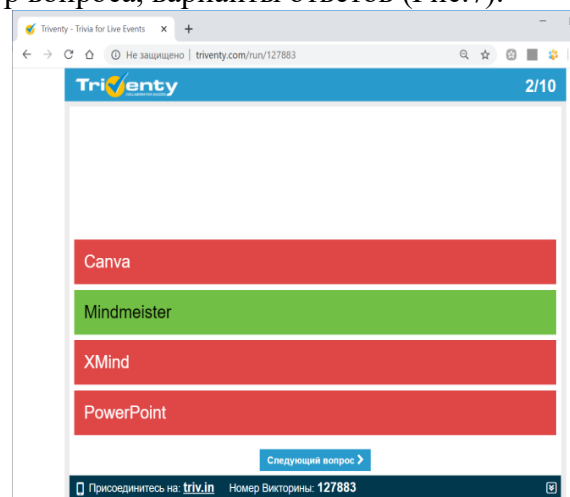 р вопроса, варианты ответов (Рис.7).
Triventy - Trivia for Live Events
Не защищено | triventy.com/run/127883
Triventy
2/10
Canva
Mindmeister
XMind
PowerPoint
Следующий вопрос
Присоединитесь на: triv.in Номер Викторины: 127883